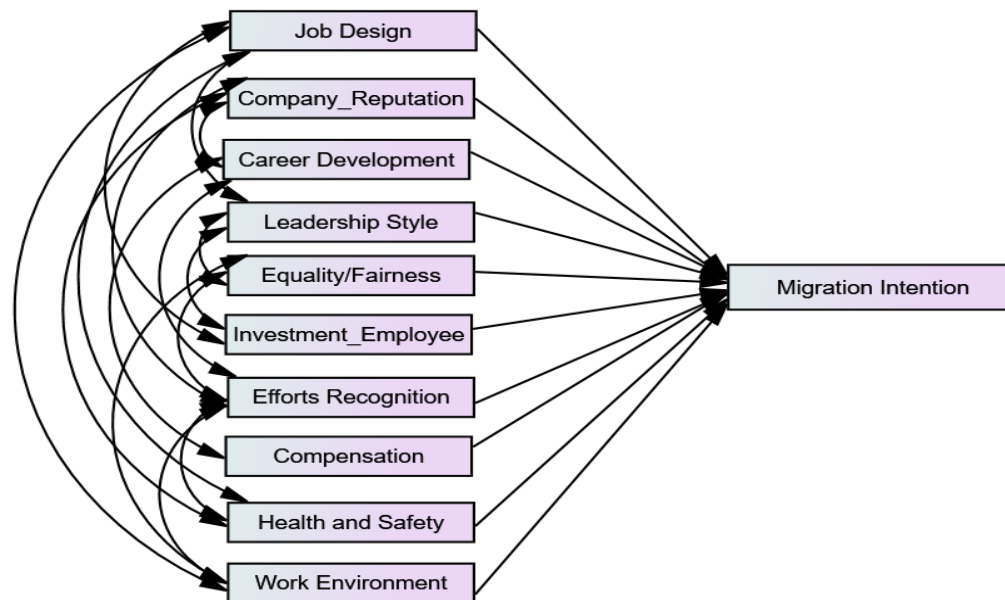 Job Design
Company_Reputation
Career Development
Leadership Style
Equality/Fairness
Investment_Employee
Efforts Recognition
Compensation
Health and Safety
Work Environment
Migration Intention